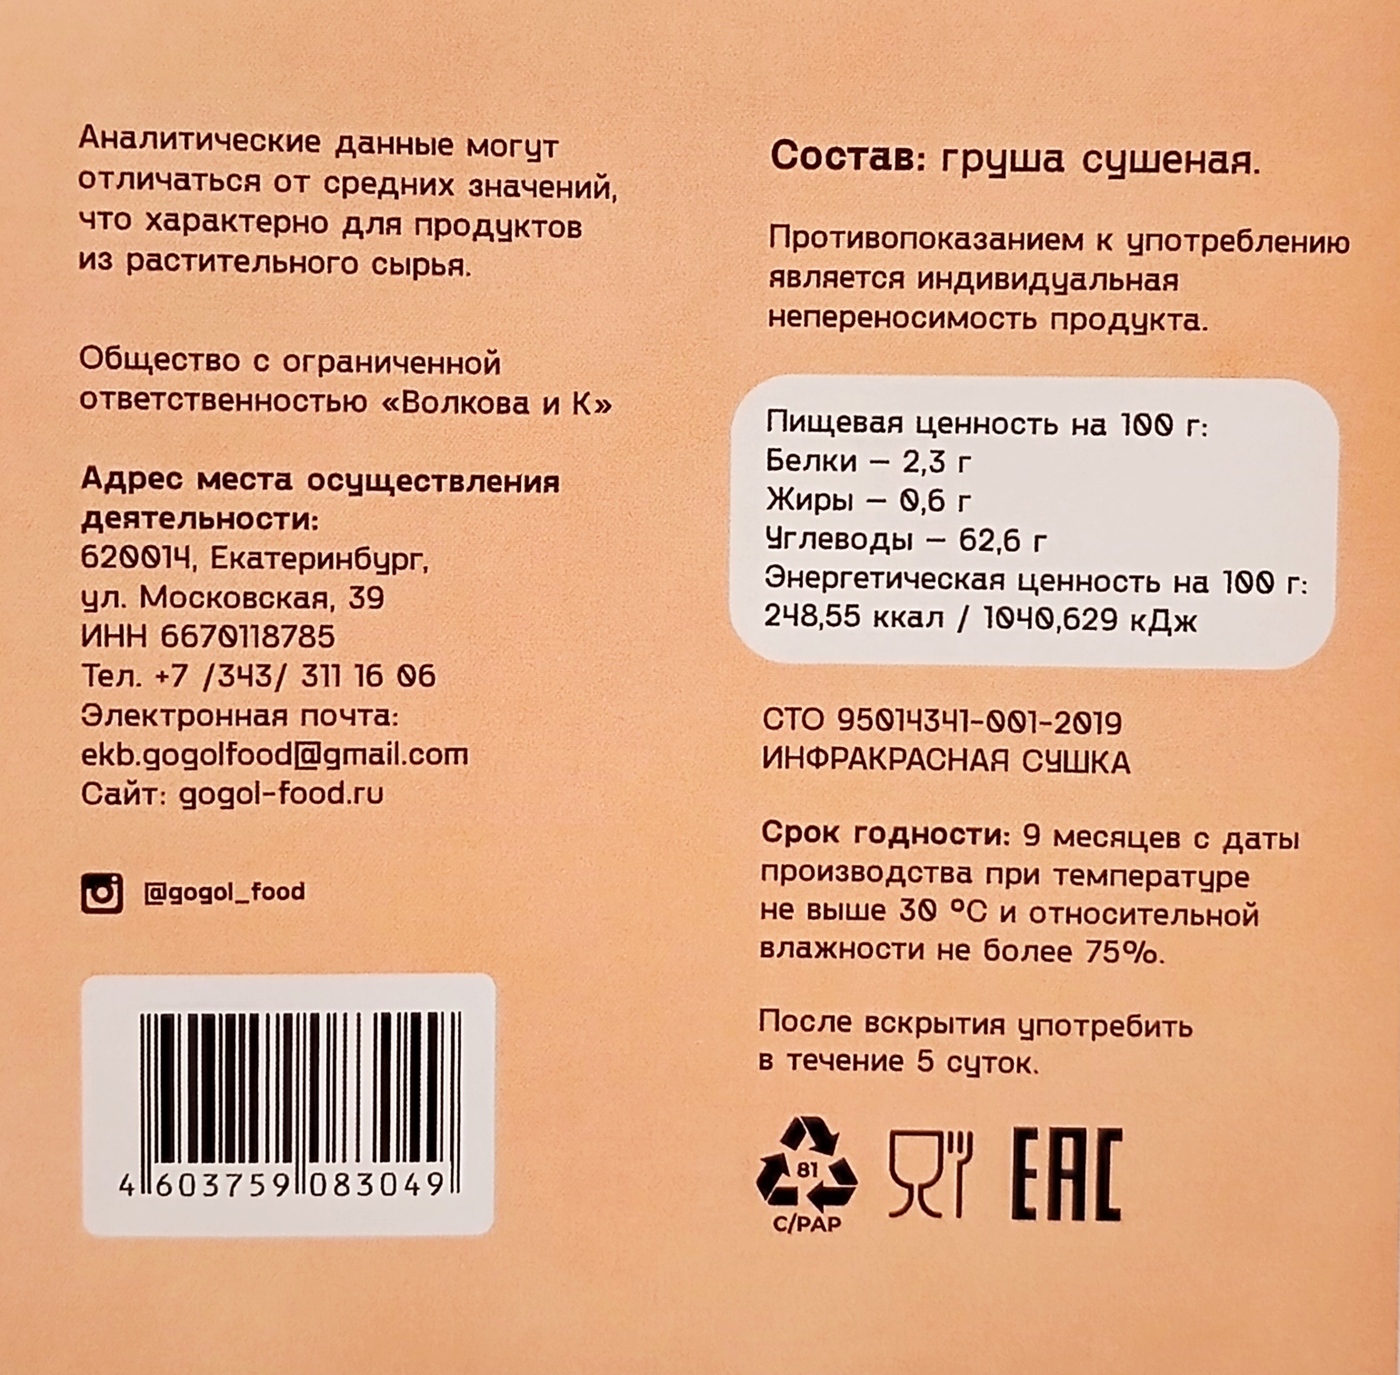 Аналитические данные могут
отличаться от средних значений,
что характерно для продуктов
из растительного сырья.
Общество с ограниченной
ответственностью «Волкова и К»
Адрес места осуществления
деятельности:
620014, Екатеринбург,
ул. Московская, 39
ИНН 6670118785
Тел. +7 /343/ 311 16 06
Электронная почта:
ekb.gogolfood@gmail.com
Сайт: gogol-food.ru
@gogol_food
4 603759 083049
Состав: груша сушеная.
Противопоказанием к употреблению
является индивидуальная
непереносимость продукта.
Пищевая ценность на 100 г:
Белки – 2,3 г
Жиры – 0,6 г
Углеводы – 62,6 г
Энергетическая ценность на 100 г:
248,55 ккал / 1040,629 кДж
СТО 95014341-001-2019
ИНФРАКРАСНАЯ СУШКА
Срок годности: 9 месяцев с даты
производства при температуре
не выше 30 °С и относительной
влажности не более 75%.
После вскрытия употребить
в течение 5 суток.
81
C/PAP
EAC